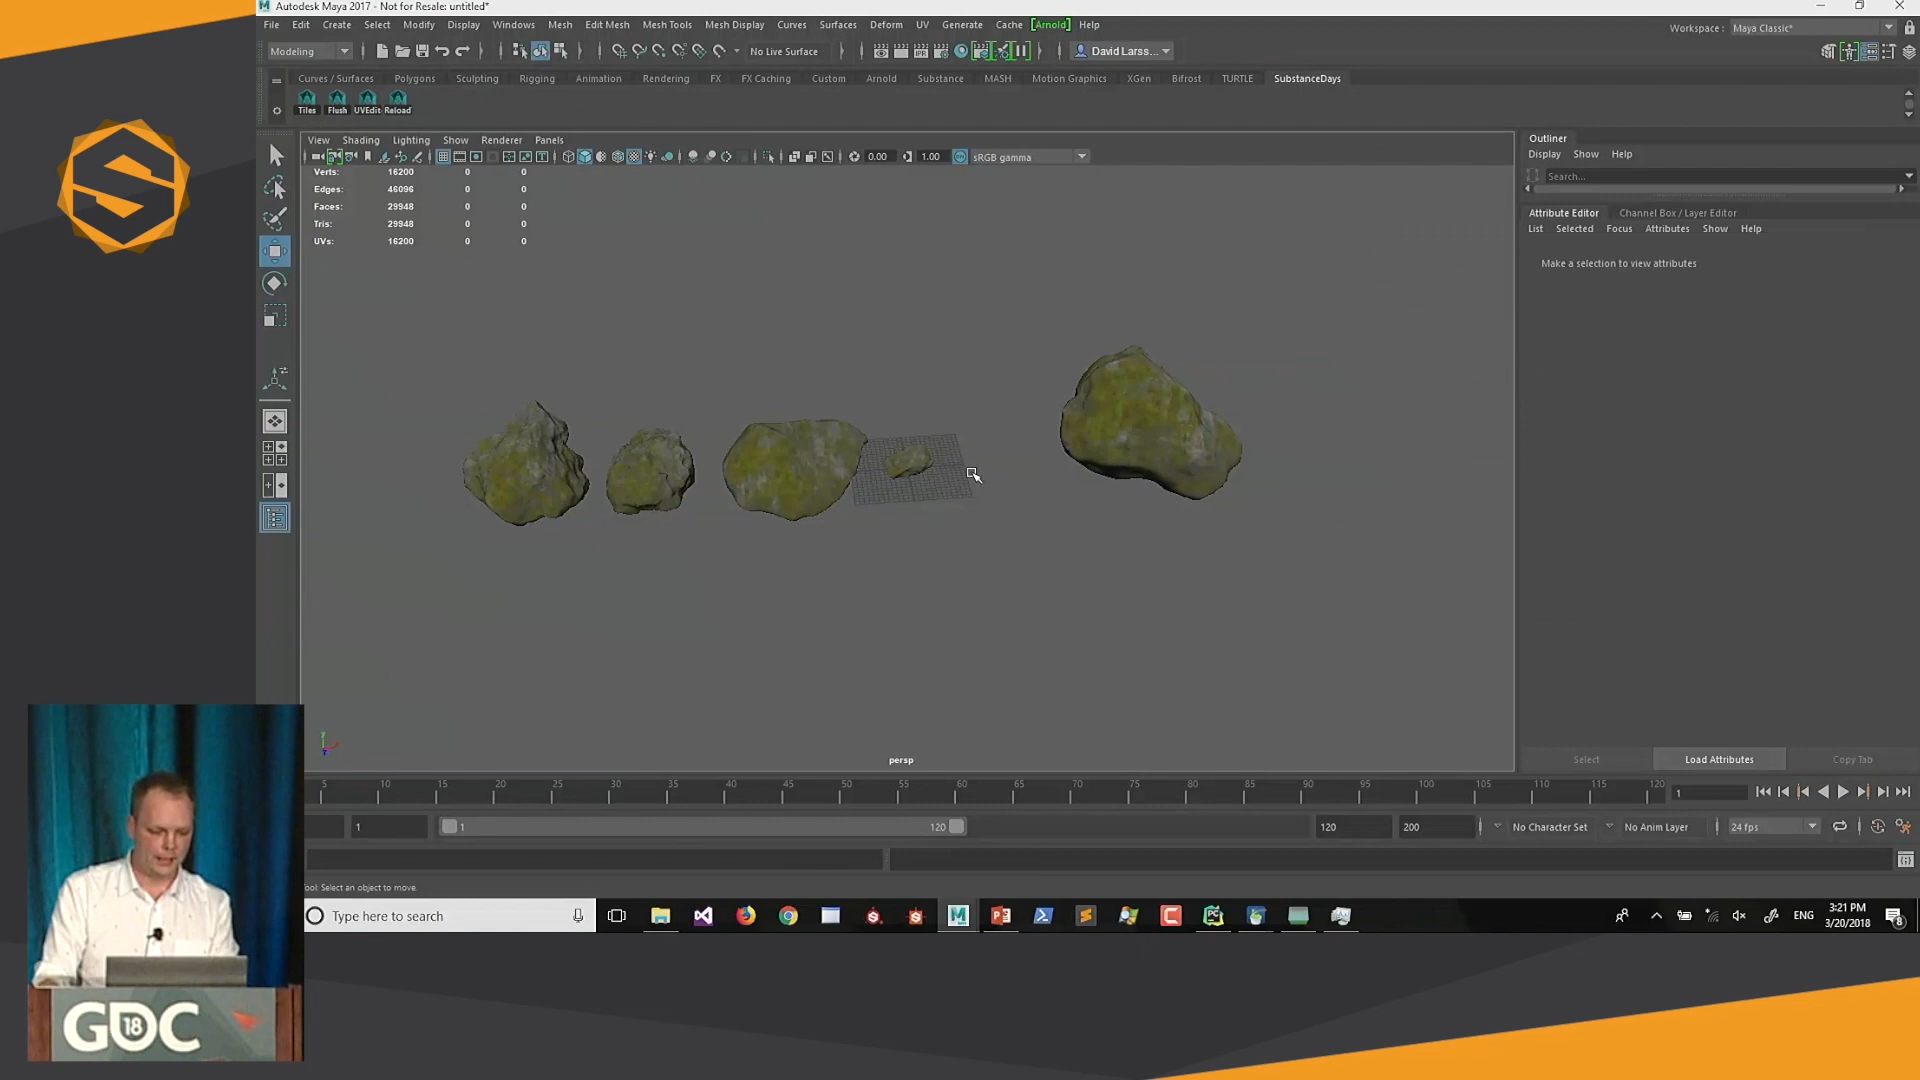 Autodesk Maya 2017 - Not for Resale: untitled*
File Edit Create Select Modify Display Windows Mesh Edit Mesh Mesh Tools Mesh Display Curves Surfaces Deform UV Generate Cache [Arnold] Help
Workspace: Maya Classic*
Modeling No Live Surface David Larss...
Curves / Surfaces Polygons Sculpting Rigging Animation Rendering FX FX Caching Custom Arnold Substance MASH Motion Graphics XGen Bifrost TURTLE SubstanceDays
Tiles Flush UVEdit Reload
View Shading Lighting Show Renderer Panels
0.00 1.00 sRGB gamma
Verts: 16200 0 0
Edges: 46096 0 0
Faces: 29948 0 0
Tris: 29948 0 0
UVs: 16200 0 0
persp
Outliner
Display Show Help
Search...
Attribute Editor Channel Box / Layer Editor
List Selected Focus Attributes Show Help
Make a selection to view attributes
Select Load Attributes Copy Tab
5 10 15 20 25 30 35 40 45 50 55 60 65 70 75 80 85 90 95 100 105 110 115 120 1
1 1 120 120 200 No Character Set No Anim Layer 24 fps
ool: Select an object to move.
Type here to search
ENG 3:21 PM
3/20/2018
8
GDC 18